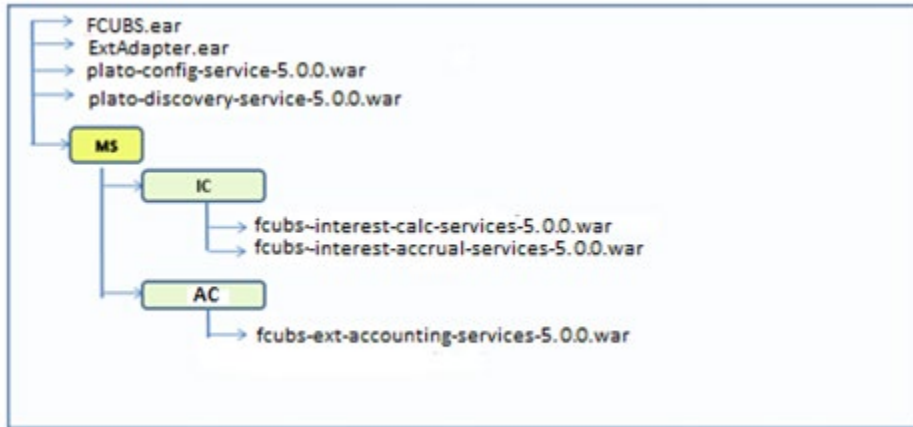 FCUBS.ear
ExtAdapter.ear
plato-config-service-5.0.0.war
plato-discovery-service-5.0.0.war
MS
IC
fcubs-interest-calc-services-5.0.0.war
fcubs-interest-accrual-services-5.0.0.war
AC
fcubs-ext-accounting-services-5.0.0.war